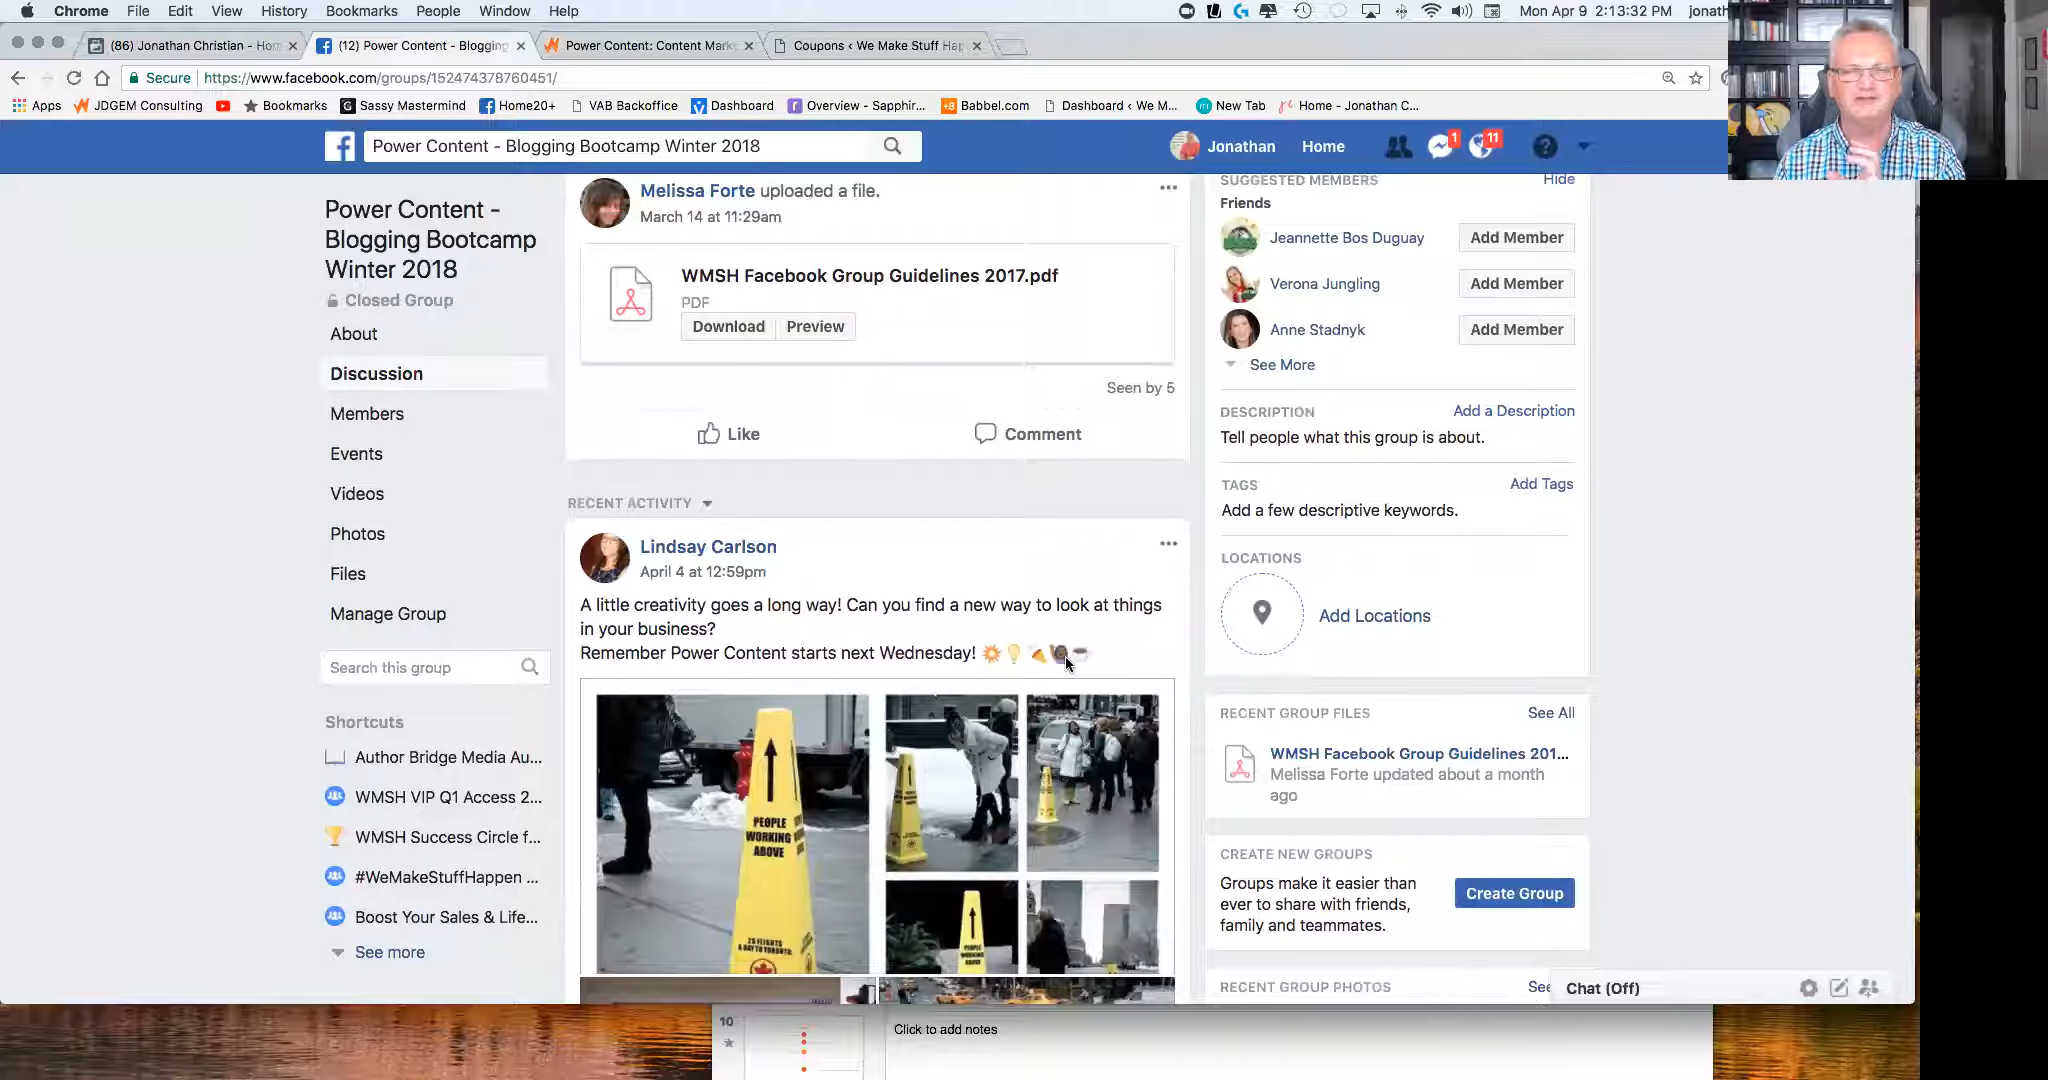 Chrome File Edit View History Bookmarks People Window Help
Mon Apr 9 2:13:32 PM jonath
(86) Jonathan Christian - Hom
(12) Power Content - Blogging
Power Content: Content Mark
Coupons ‹ We Make Stuff Hap
Secure https://www.facebook.com/groups/152474378760451/
Apps JDGEM Consulting Bookmarks Sassy Mastermind Home20+ VAB Backoffice Dashboard Overview - Sapphir... Babbel.com Dashboard ‹ We M... New Tab Home - Jonathan C...
Power Content - Blogging Bootcamp Winter 2018
Jonathan Home 1 11
Power Content -
Blogging Bootcamp
Winter 2018
Closed Group
About
Discussion
Members
Events
Videos
Photos
Files
Manage Group
Search this group
Shortcuts
Author Bridge Media Au...
WMSH VIP Q1 Access 2...
WMSH Success Circle f...
#WeMakeStuffHappen ...
Boost Your Sales & Life...
See more
Melissa Forte uploaded a file.
March 14 at 11:29am
WMSH Facebook Group Guidelines 2017.pdf
PDF
Download Preview
Seen by 5
Like Comment
RECENT ACTIVITY
Lindsay Carlson
April 4 at 12:59pm
A little creativity goes a long way! Can you find a new way to look at things
in your business?
Remember Power Content starts next Wednesday!
PEOPLE
WORKING
ABOVE
25 FLIGHTS
A DAY TO TORONTO.
PEOPLE
WORKING
ABOVE
SUGGESTED MEMBERS Hide
Friends
Jeannette Bos Duguay Add Member
Verona Jungling Add Member
Anne Stadnyk Add Member
See More
DESCRIPTION Add a Description
Tell people what this group is about.
TAGS Add Tags
Add a few descriptive keywords.
LOCATIONS
Add Locations
RECENT GROUP FILES See All
WMSH Facebook Group Guidelines 201...
Melissa Forte updated about a month
ago
CREATE NEW GROUPS
Groups make it easier than
ever to share with friends,
family and teammates.
Create Group
RECENT GROUP PHOTOS See
Chat (Off)
10
Click to add notes